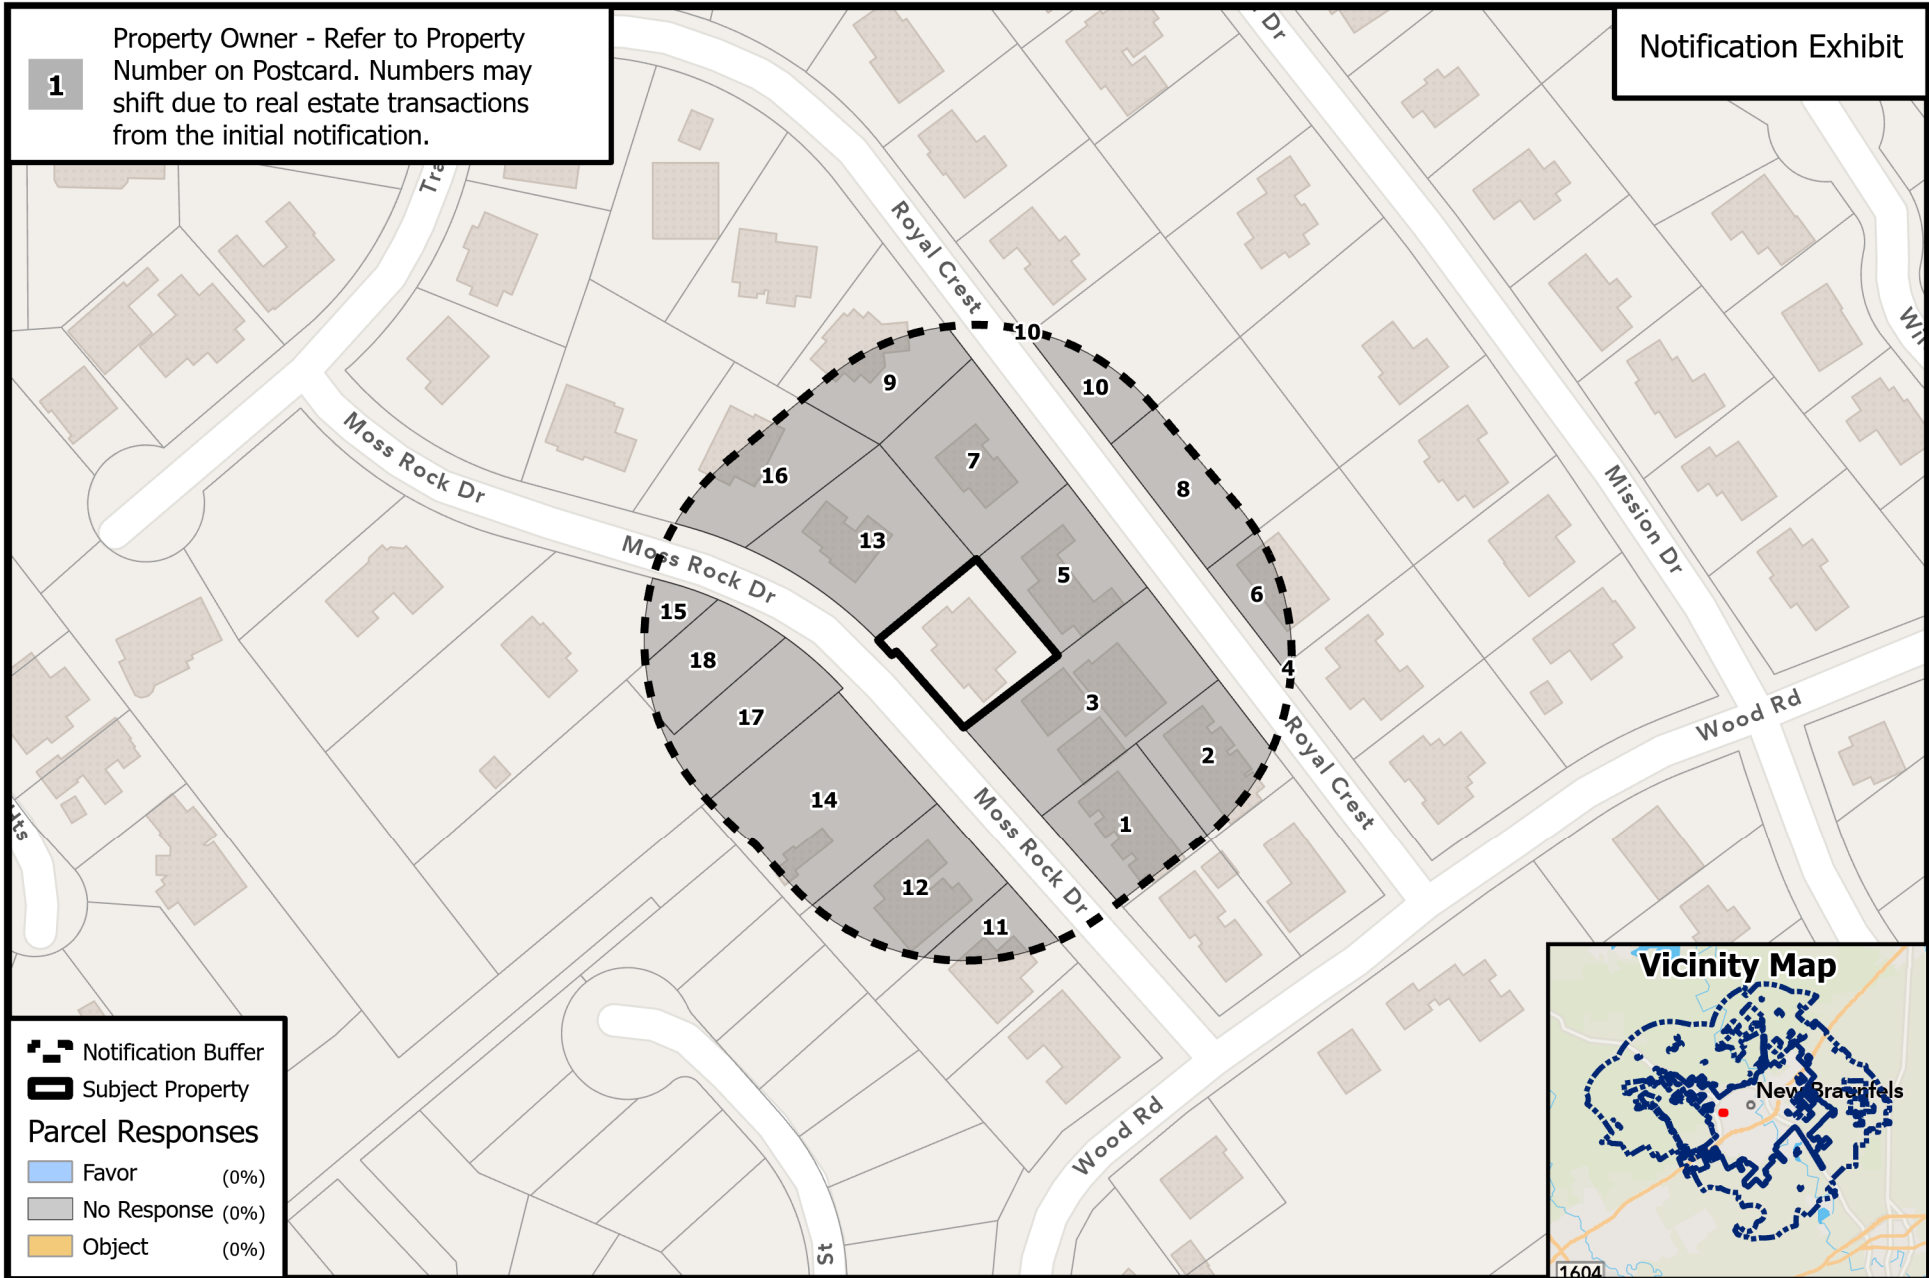 1
Property Owner - Refer to Property
Number on Postcard. Numbers may
shift due to real estate transactions
from the initial notification.
Notification Exhibit
Dr
Royal Crest
Moss Rock Dr
Moss Rock Dr
Mission Dr
Wood Rd
Royal Crest
Moss Rock Dr
Wood Rd
St
10
9
10
7
16
8
13
5
6
15
18
4
3
17
2
14
1
12
11
Notification Buffer
Subject Property
Parcel Responses
Favor (0%)
No Response (0%)
Object (0%)
Vicinity Map
New Braunfels
1604